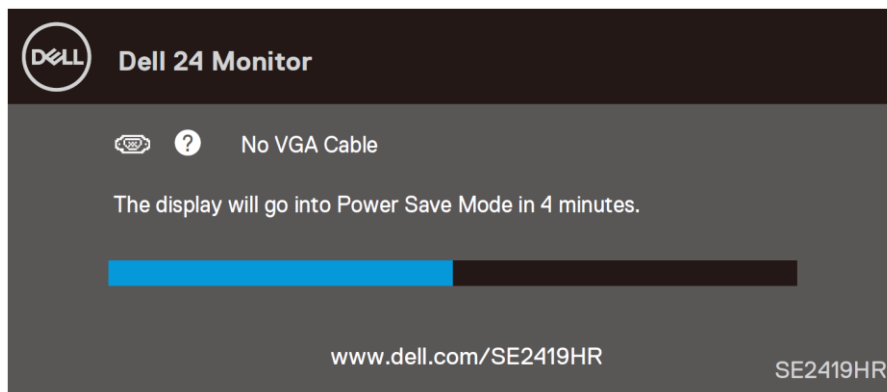 DELL
Dell 24 Monitor
? No VGA Cable
The display will go into Power Save Mode in 4 minutes.
www.dell.com/SE2419HR
SE2419HR